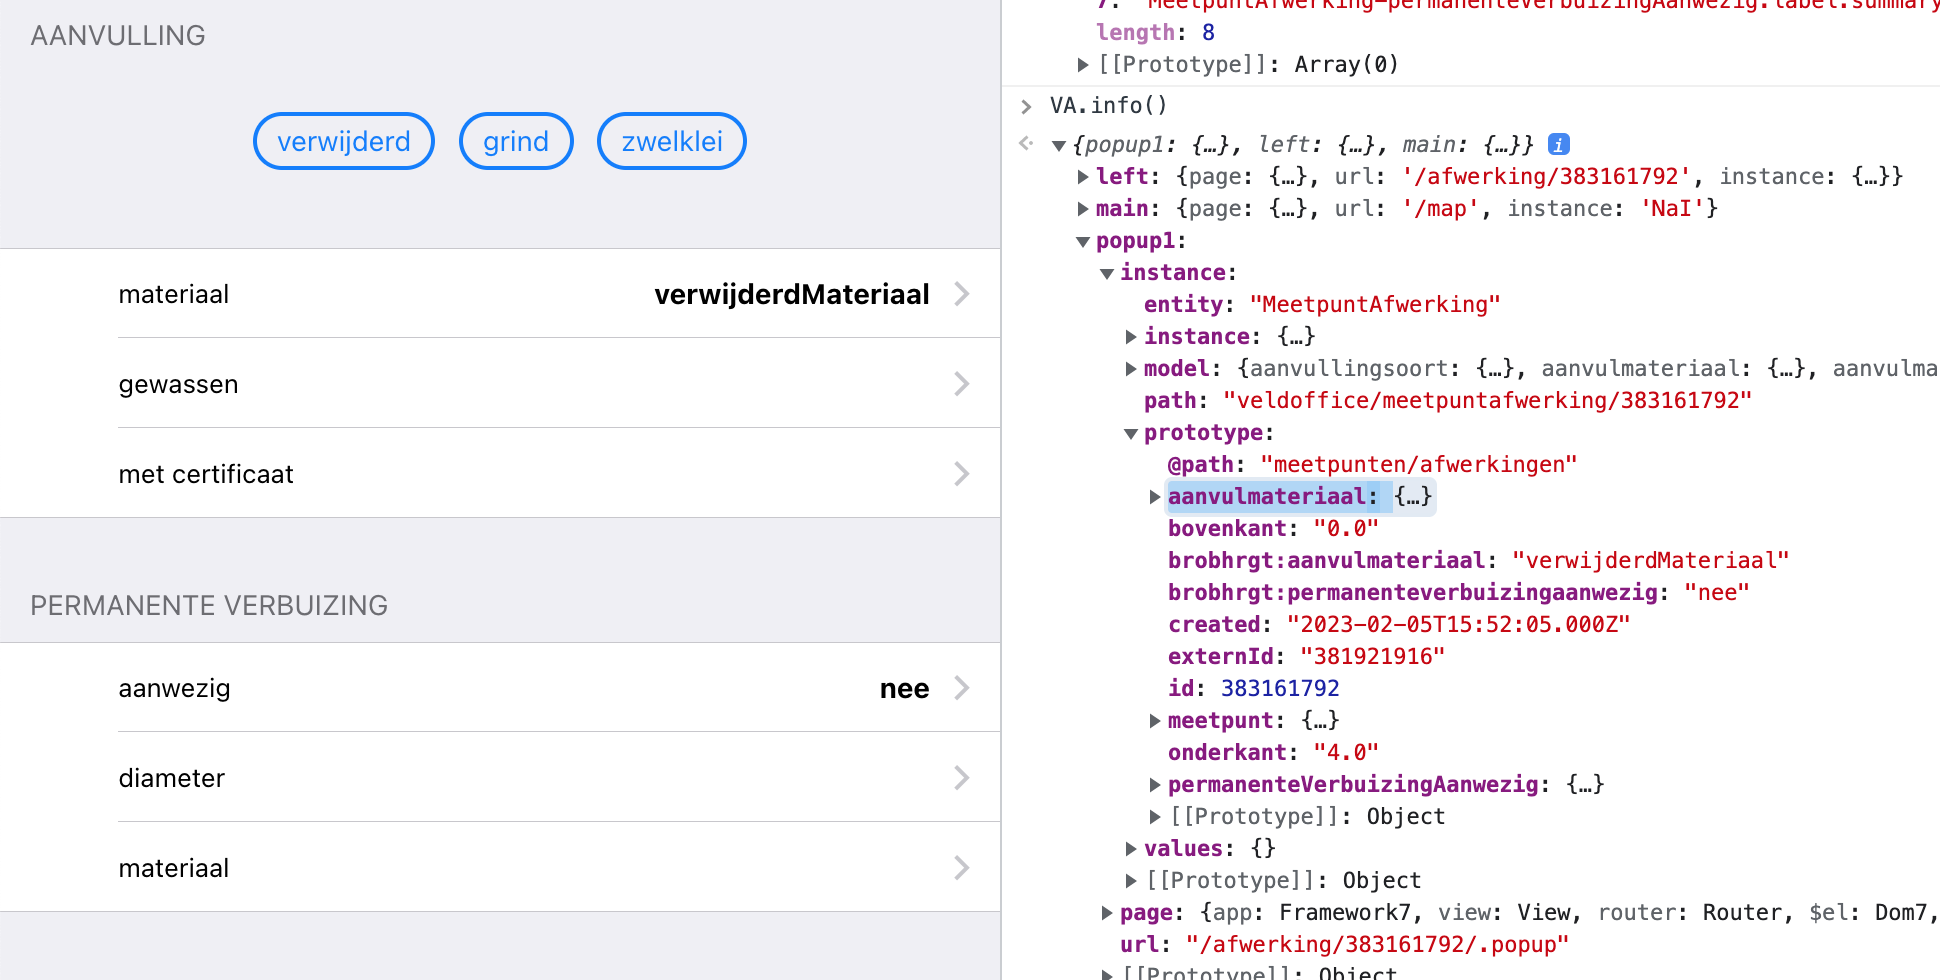 AANVULLING
verwijderd grind zwelklei
materiaal verwijderdMateriaal
gewassen
met certificaat
PERMANENTE VERBUIZING
aanwezig nee
diameter
materiaal
7: "MeetpuntAfwerking-permanenteVerbuizingAanwezig.label.summary
length: 8
[[Prototype]]: Array(0)
VA.info()
{popup1: {…}, left: {…}, main: {…}} i
left: {page: {…}, url: '/afwerking/383161792', instance: {…}}
main: {page: {…}, url: '/map', instance: 'NaI'}
popup1:
instance:
entity: "MeetpuntAfwerking"
instance: {…}
model: {aanvullingsoort: {…}, aanvulmateriaal: {…}, aanvulma
path: "veldoffice/meetpuntafwerking/383161792"
prototype:
@path: "meetpunten/afwerkingen"
aanvulmateriaal: {…}
bovenkant: "0.0"
brobhrgt:aanvulmateriaal: "verwijderdMateriaal"
brobhrgt:permanenteverbuizingaanwezig: "nee"
created: "2023-02-05T15:52:05.000Z"
externId: "381921916"
id: 383161792
meetpunt: {…}
onderkant: "4.0"
permanenteVerbuizingAanwezig: {…}
[[Prototype]]: Object
values: {}
[[Prototype]]: Object
page: {app: Framework7, view: View, router: Router, $el: Dom7,
url: "/afwerking/383161792/.popup"
[[Prototype]]: Object